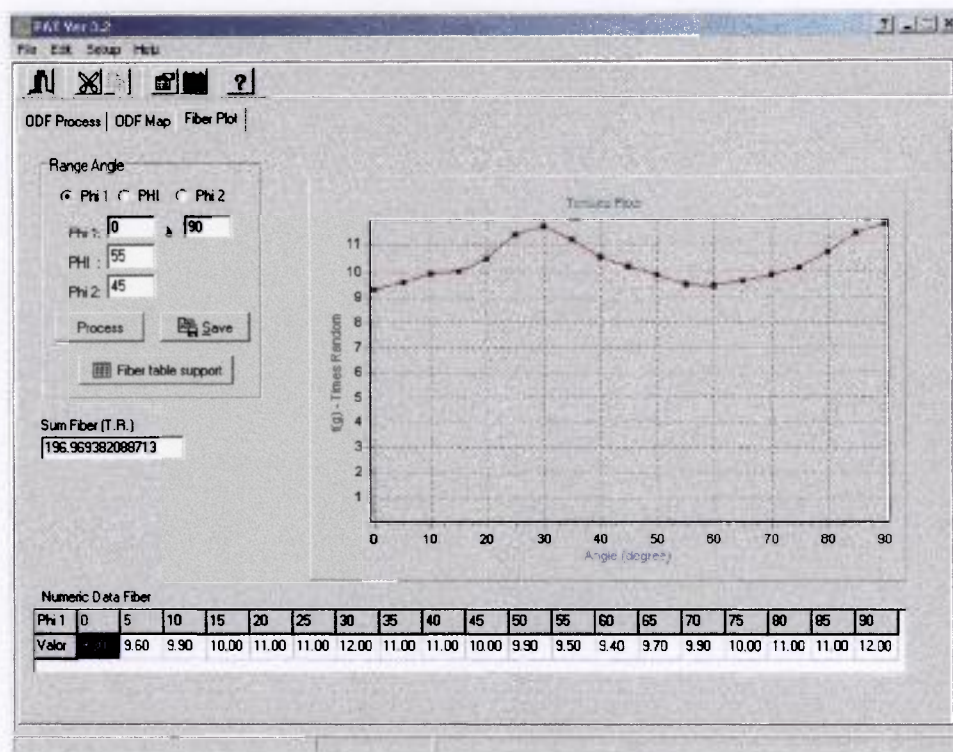 Ver 3.2
File Edit Setup Help
ODF Process ODF Map Fiber Plot
Range Angle
Phi 1 PHI Phi 2
Phi 1: 0 a 90
PHI : 55
Phi 2: 45
Process Save
Fiber table support
Sum Fiber (T.R.)
196.969382088713
f(g) - Times Random
11
10
9
8
7
6
5
4
3
2
1
0 10 20 30 40 50 60 70 80 90
Angle (degree)
Numeric Data Fiber
Phi 1 0 5 10 15 20 25 30 35 40 45 50 55 60 65 70 75 80 85 90
Valor 9.60 9.90 10.00 11.00 11.00 12.00 11.00 11.00 10.00 9.90 9.50 9.40 9.70 9.90 10.00 11.00 11.00 12.00